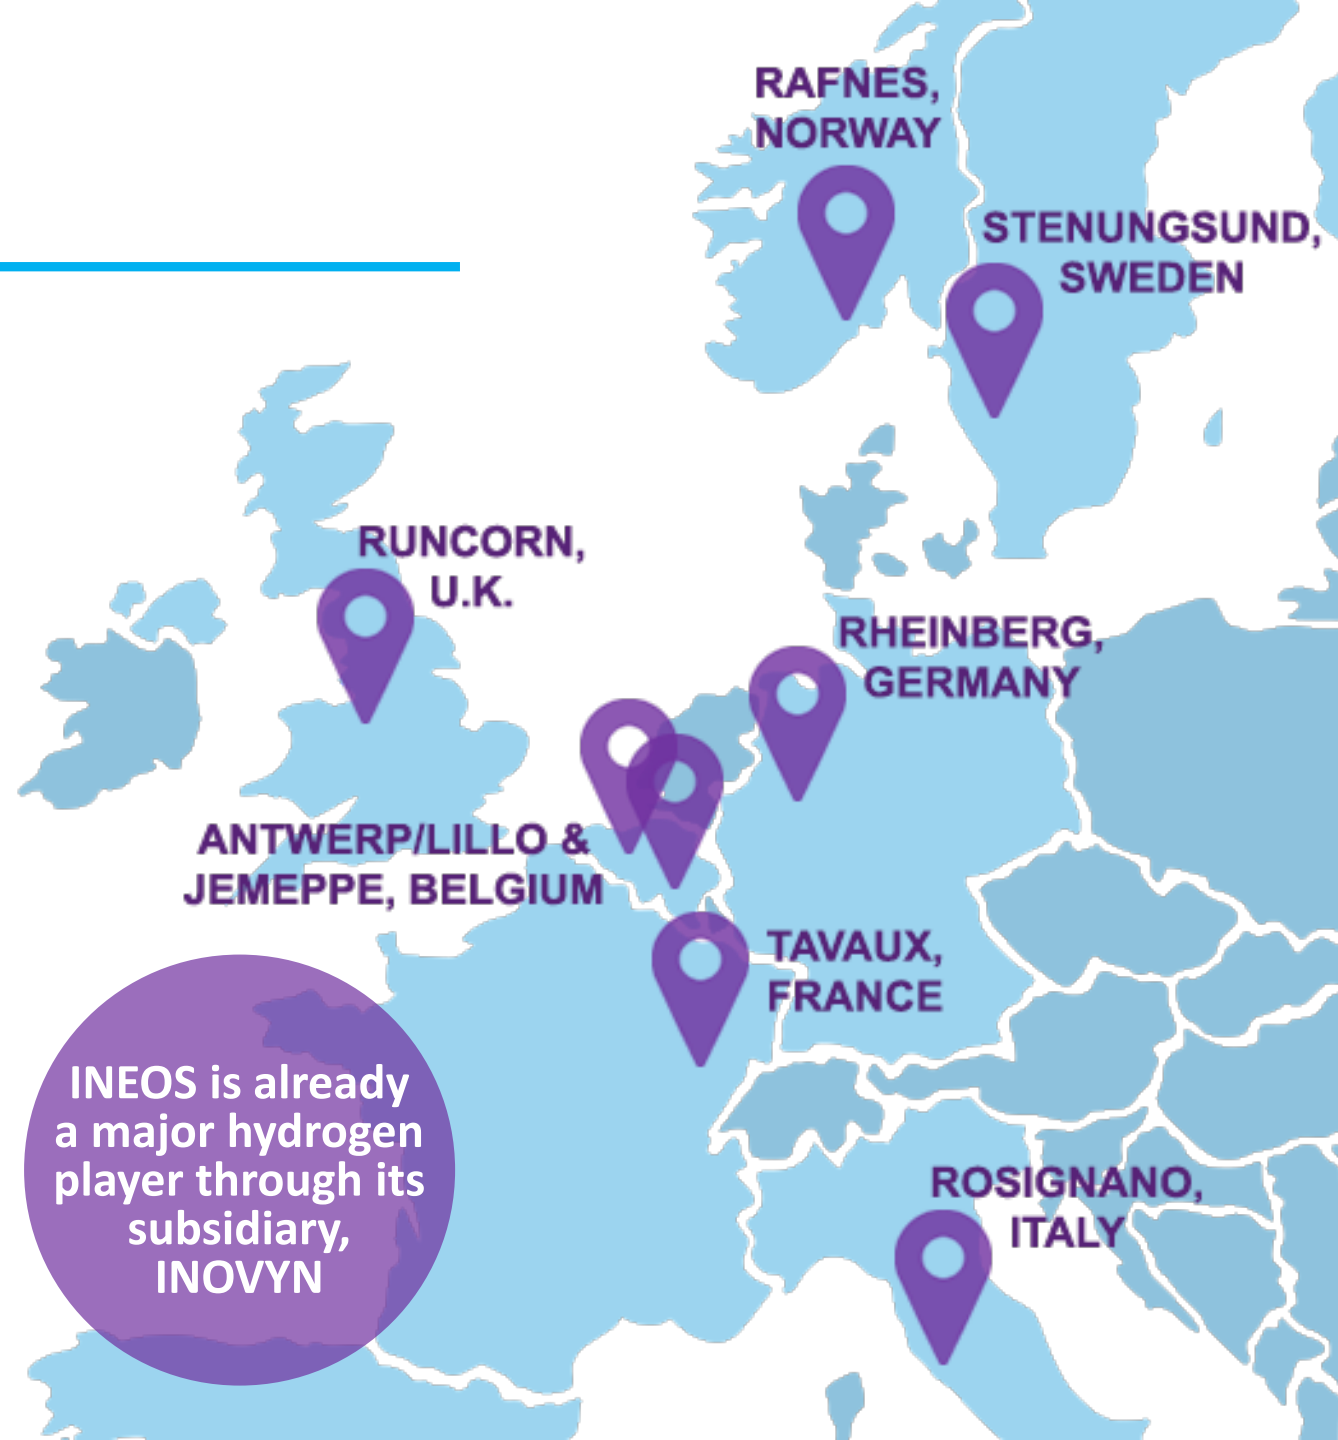 RAFNES,
NORWAY
STENUNGSUND,
SWEDEN
RUNCORN,
U.K.
RHEINBERG,
GERMANY
ANTWERP/LILLO &
JEMEPPE, BELGIUM
TAVAUX,
FRANCE
INEOS is already
a major hydrogen
player through its
subsidiary,
INOVYN
ROSIGNANO,
ITALY